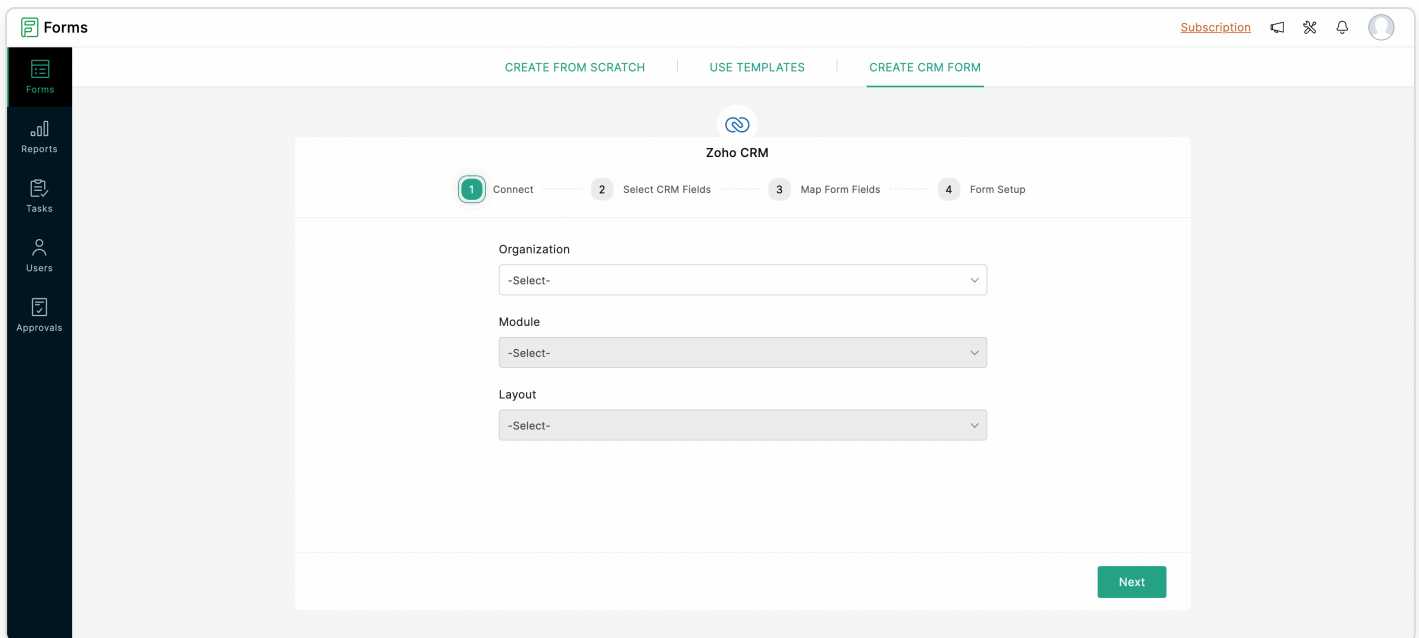 Forms
Subscription
CREATE FROM SCRATCH
USE TEMPLATES
CREATE CRM FORM
Forms
Reports
Tasks
Users
Approvals
Zoho CRM
1 Connect 2 Select CRM Fields 3 Map Form Fields 4 Form Setup
Organization
-Select-
Module
-Select-
Layout
-Select-
Next